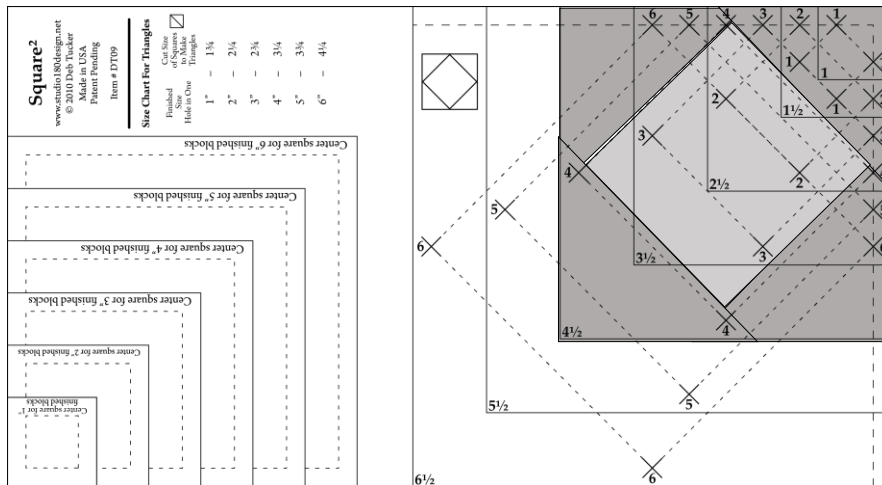 Square²
www.studio180design.net
© 2010 Deb Tucker
Made in USA
Patent Pending
Item # DT09
Size Chart For Triangles
Finished Size Hole in One
Cut Size of Squares to Make Triangles
1" – 1¾
2" – 2¼
3" – 2¾
4" – 3¼
5" – 3¾
6" – 4¼
Center square for 6" finished blocks
Center square for 5" finished blocks
Center square for 4" finished blocks
Center square for 3" finished blocks
Center square for 2"
finished blocks
Center square for 1"
finished
blocks
6 5 4 3 2 1
1
1
2
1
1½
3
4
2
2½
5
6
3
3½
4
4½
5
5½
6
6½